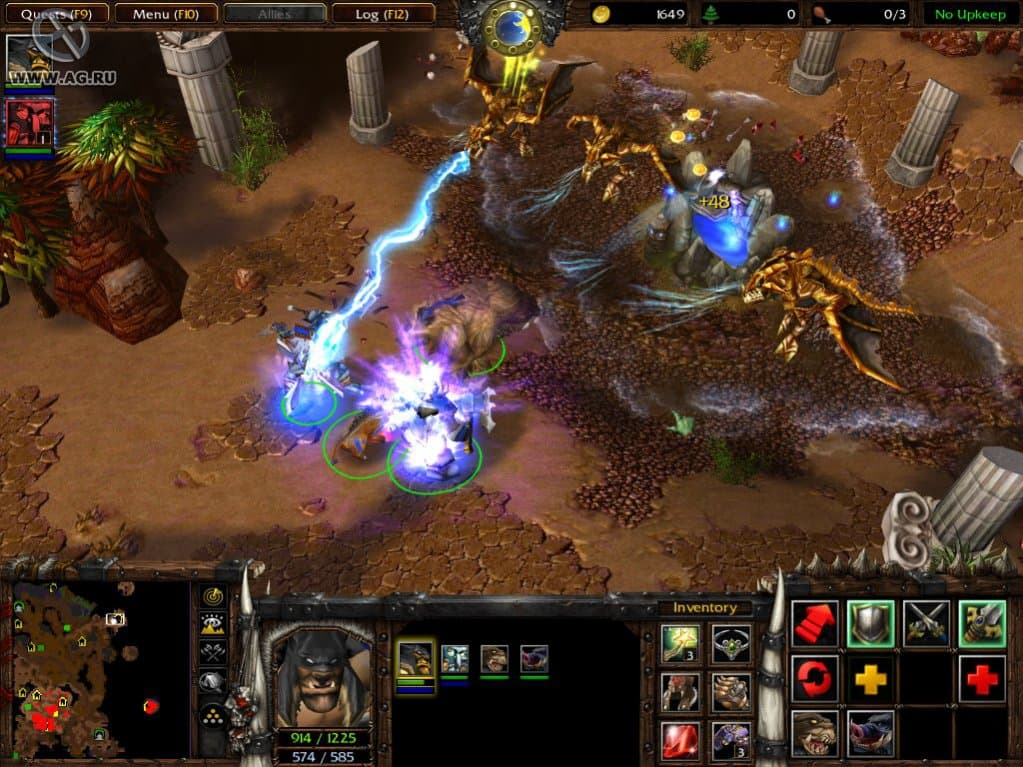 Quests (F9) Menu (F10) Allies Log (F12) 1649 0 0/3 No Upkeep
WWW.AG.RU
1
+48
Inventory
3
914 / 1225
574 / 585
3